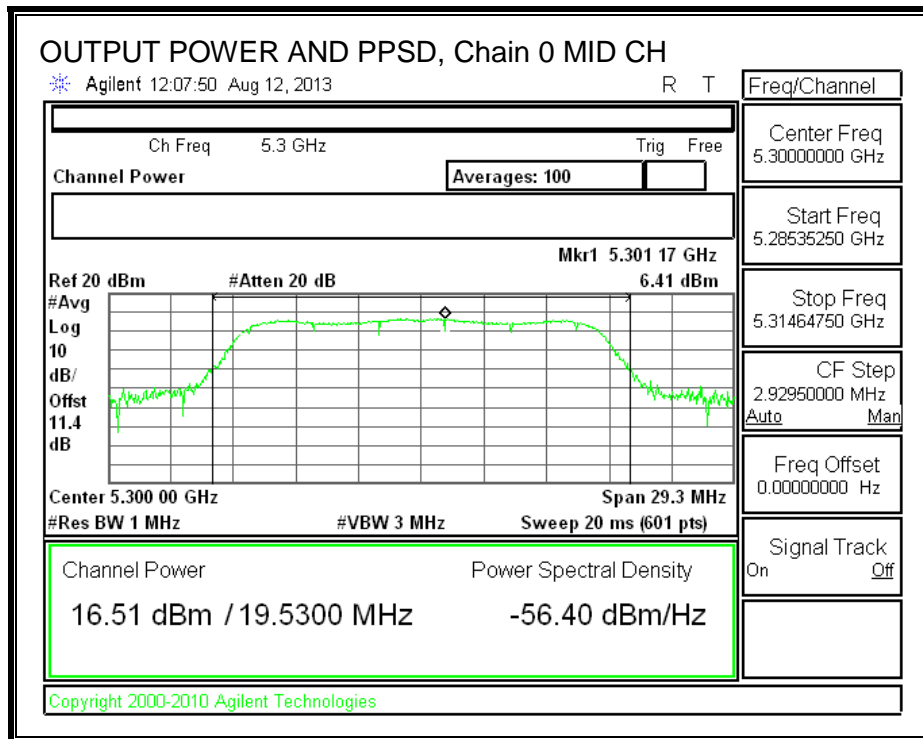 OUTPUT POWER AND PPSD, Chain 0 MID CH
Agilent 12:07:50 Aug 12, 2013 R T
Freq/Channel
Ch Freq 5.3 GHz Trig Free
Channel Power Averages: 100
Mkr1 5.301 17 GHz
Ref 20 dBm #Atten 20 dB 6.41 dBm
#Avg
Log
10
dB/
Offst
11.4
dB
Center 5.300 00 GHz Span 29.3 MHz
#Res BW 1 MHz #VBW 3 MHz Sweep 20 ms (601 pts)
Channel Power Power Spectral Density
16.51 dBm / 19.5300 MHz -56.40 dBm/Hz
Center Freq
5.30000000 GHz
Start Freq
5.28535250 GHz
Stop Freq
5.31464750 GHz
CF Step
2.92950000 MHz
Auto Man
Freq Offset
0.00000000 Hz
Signal Track
On Off
Copyright 2000-2010 Agilent Technologies